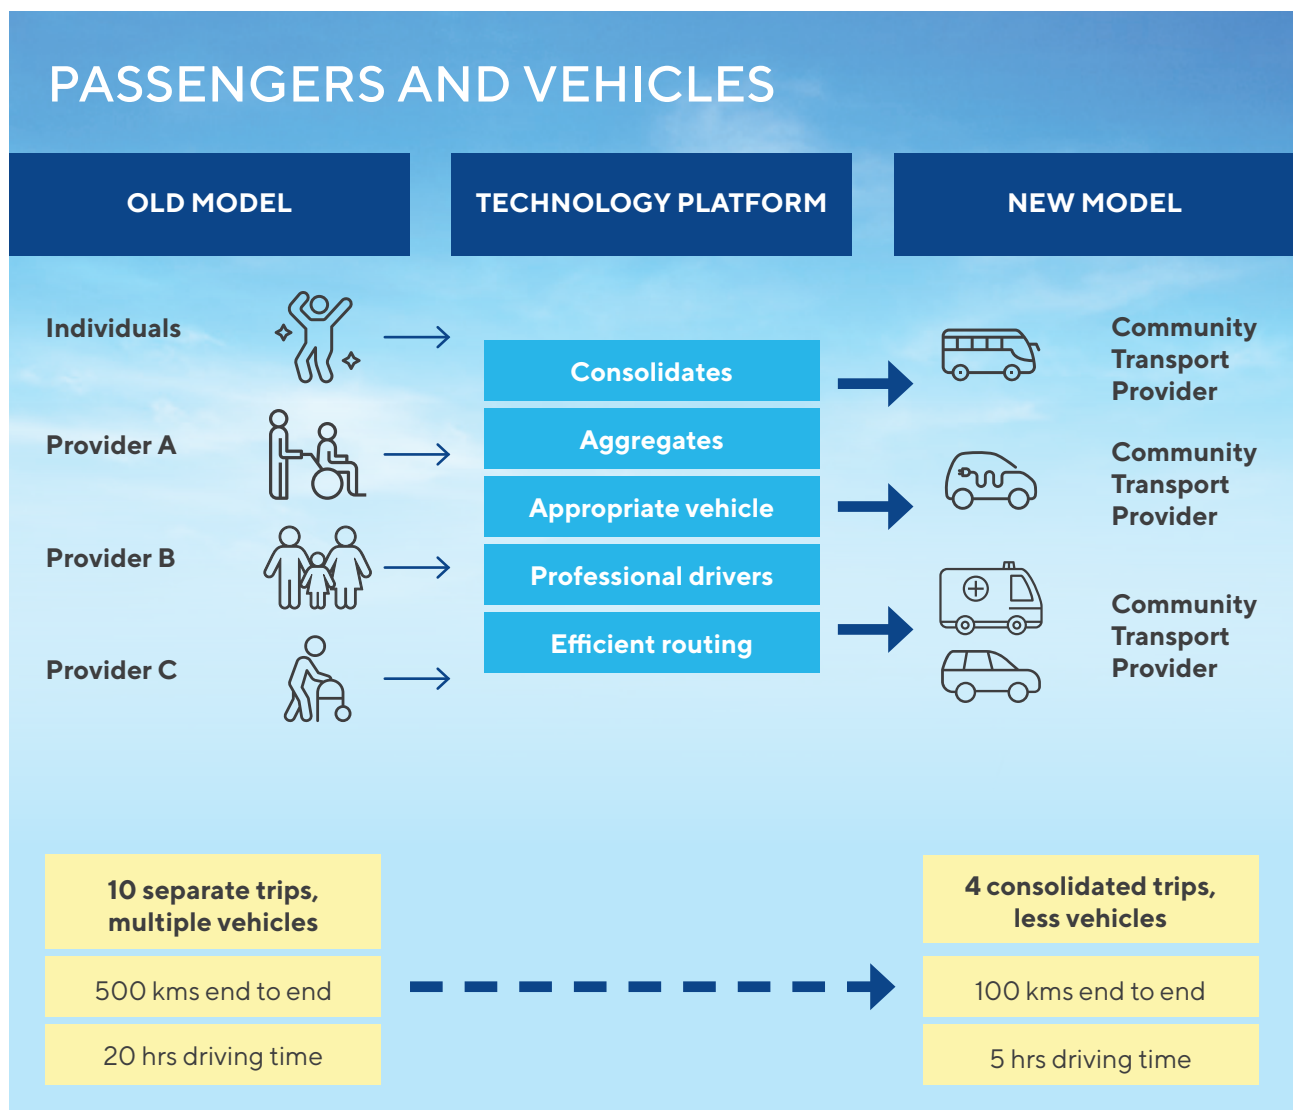 PASSENGERS AND VEHICLES
OLD MODEL
TECHNOLOGY PLATFORM
NEW MODEL
Individuals
Provider A
Provider B
Provider C
Consolidates
Aggregates
Appropriate vehicle
Professional drivers
Efficient routing
Community
Transport
Provider
Community
Transport
Provider
Community
Transport
Provider
10 separate trips,
multiple vehicles
500 kms end to end
20 hrs driving time
4 consolidated trips,
less vehicles
100 kms end to end
5 hrs driving time